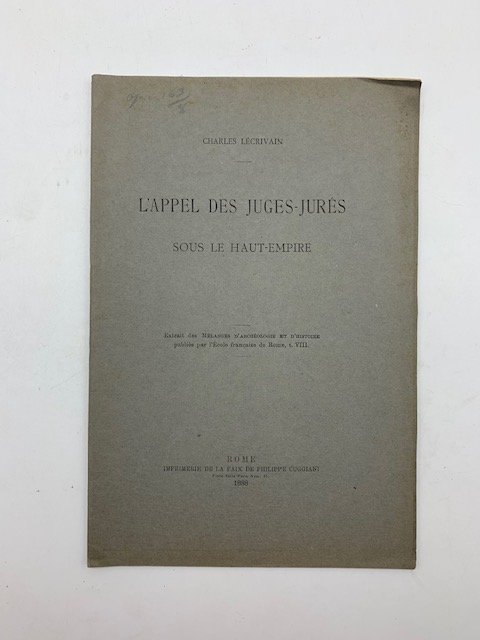 CHARLES LÉCRIVAIN
L'APPEL DES JUGES-JURÉS
SOUS LE HAUT-EMPIRE
Extrait des MÉLANGES D'ARCHÉOLOGIE ET D'HISTOIRE
publiés par l'École française de Rome, t. VIII.
ROME
IMPRIMERIE DE LA PAIX DE PHILIPPE CUGGIANI
1888